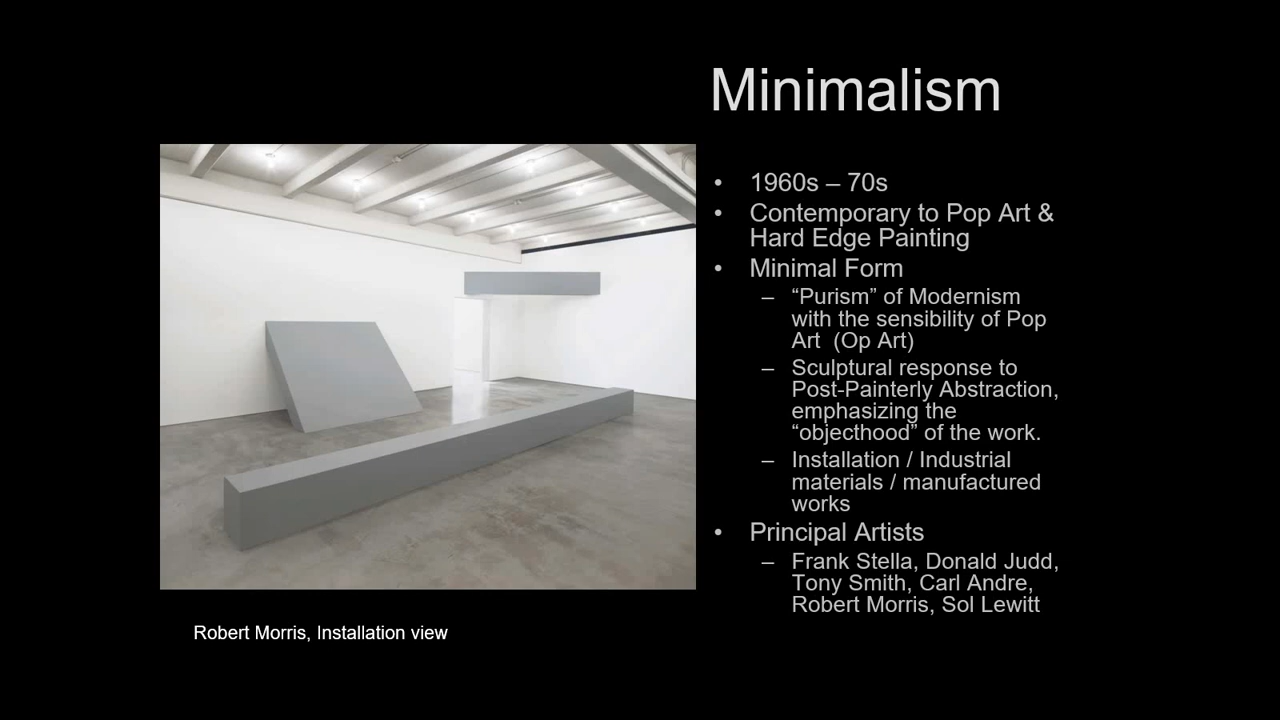 Minimalism
• 1960s – 70s
• Contemporary to Pop Art &
Hard Edge Painting
• Minimal Form
– “Purism” of Modernism
with the sensibility of Pop
Art (Op Art)
– Sculptural response to
Post-Painterly Abstraction,
emphasizing the
“objecthood” of the work.
– Installation / Industrial
materials / manufactured
works
• Principal Artists
– Frank Stella, Donald Judd,
Tony Smith, Carl Andre,
Robert Morris, Sol Lewitt
Robert Morris, Installation view